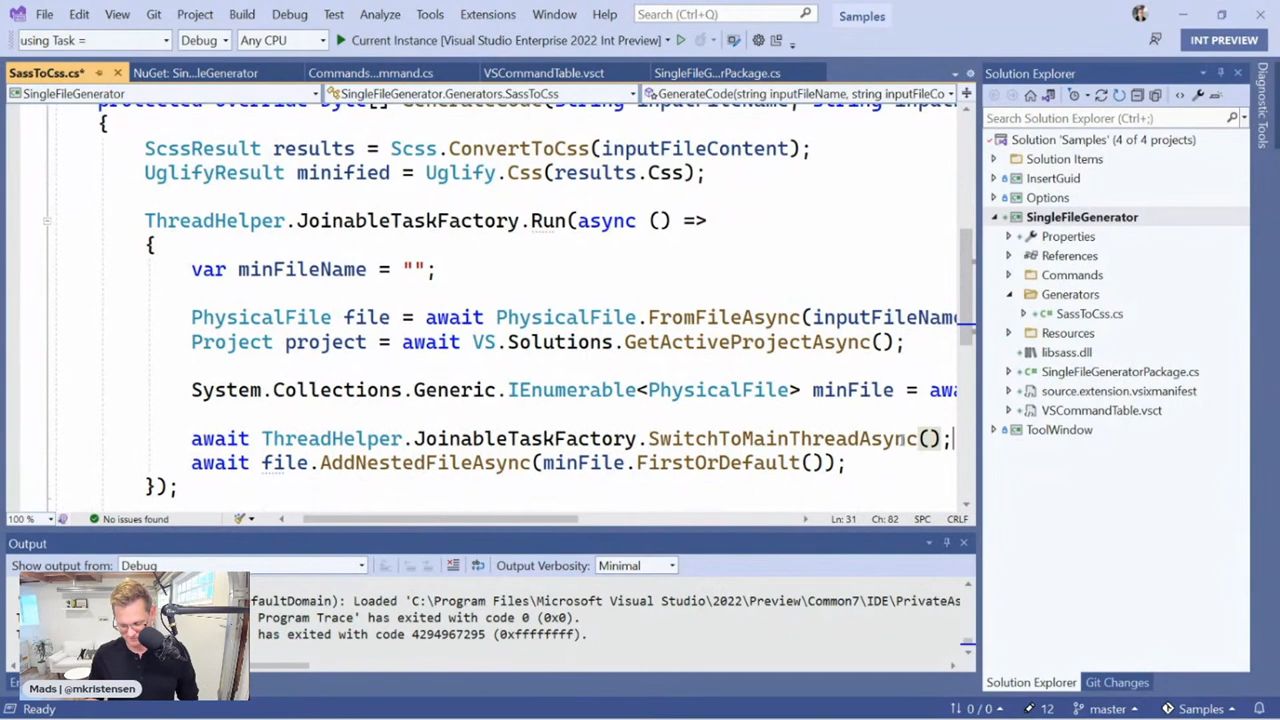 File Edit View Git Project Build Debug Test Analyze Tools Extensions Window Help Search (Ctrl+Q) Samples
using Task = Debug Any CPU Current Instance [Visual Studio Enterprise 2022 Int Preview] INT PREVIEW
SassToCss.cs* NuGet: Sin...leGenerator Commands...mmand.cs VSCommandTable.vsct SingleFileG...rPackage.cs
SingleFileGenerator SingleFileGenerator.Generators.SassToCss GenerateCode(string inputFileName, string inputFileCo
{
ScssResult results = Scss.ConvertToCss(inputFileContent);
UglifyResult minified = Uglify.Css(results.Css);
ThreadHelper.JoinableTaskFactory.Run(async () =>
{
var minFileName = "";
PhysicalFile file = await PhysicalFile.FromFileAsync(inputFileName
Project project = await VS.Solutions.GetActiveProjectAsync();
System.Collections.Generic.IEnumerable<PhysicalFile> minFile = awa
await ThreadHelper.JoinableTaskFactory.SwitchToMainThreadAsync();
await file.AddNestedFileAsync(minFile.FirstOrDefault());
});
100 % No issues found Ln: 31 Ch: 82 SPC CRLF
Output
Show output from: Debug Output Verbosity: Minimal
efaultDomain): Loaded 'C:\Program Files\Microsoft Visual Studio\2022\Preview\Common7\IDE\PrivateAs
Program Trace' has exited with code 0 (0x0).
has exited with code 4294967295 (0xffffffff).
Mads | @mkristensen
Solution Explorer
Search Solution Explorer (Ctrl+;)
Solution 'Samples' (4 of 4 projects)
Solution Items
InsertGuid
Options
SingleFileGenerator
Properties
References
Commands
Generators
SassToCss.cs
Resources
libsass.dll
SingleFileGeneratorPackage.cs
source.extension.vsixmanifest
VSCommandTable.vsct
ToolWindow
Solution Explorer Git Changes
Diagnostic Tools
Ready 0 / 0 12 master Samples